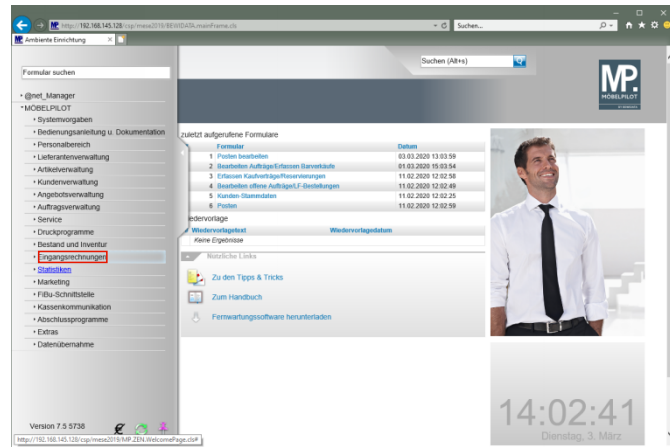 http://192.168.145.128/csp/mese2019/BEWIDATA.mainFrame.cls
Suchen...
Ambiente Einrichtung
Suchen (Alt+s)
Formular suchen
MP.
MÖBELPILOT
@net_Manager
MÖBELPILOT
Systemvorgaben
Bedienungsanleitung u. Dokumentation
Personalbereich
Lieferantenverwaltung
Artikelverwaltung
Kundenverwaltung
Angebotsverwaltung
Auftragsverwaltung
Service
Druckprogramme
Bestand und Inventur
Eingangsrechnungen
Statistiken
Marketing
FiBu-Schnittstelle
Kassenkommunikation
Abschlussprogramme
Extras
Datenübernahme
zuletzt aufgerufene Formulare
Formular Datum
1 Posten bearbeiten 03.03.2020 13:03:59
2 Bearbeiten Aufträge/Erfassen Barverkäufe 01.03.2020 15:03:54
3 Erfassen Kaufverträge/Reservierungen 11.02.2020 12:02:58
4 Bearbeiten offene Aufträge/LF-Bestellungen 11.02.2020 12:02:49
5 Kunden-Stammdaten 11.02.2020 12:02:25
6 Posten 11.02.2020 12:02:59
iedervorlage
Wiedervorlagetext Wiedervorlagedatum
Keine Ergebnisse
Nützliche Links
Zu den Tipps & Tricks
Zum Handbuch
Fernwartungssoftware herunterladen
14:02:41
Dienstag, 3. März
Version 7.5 5738
http://192.168.145.128/csp/mese2019/MP.ZEN.WelcomePage.cls#